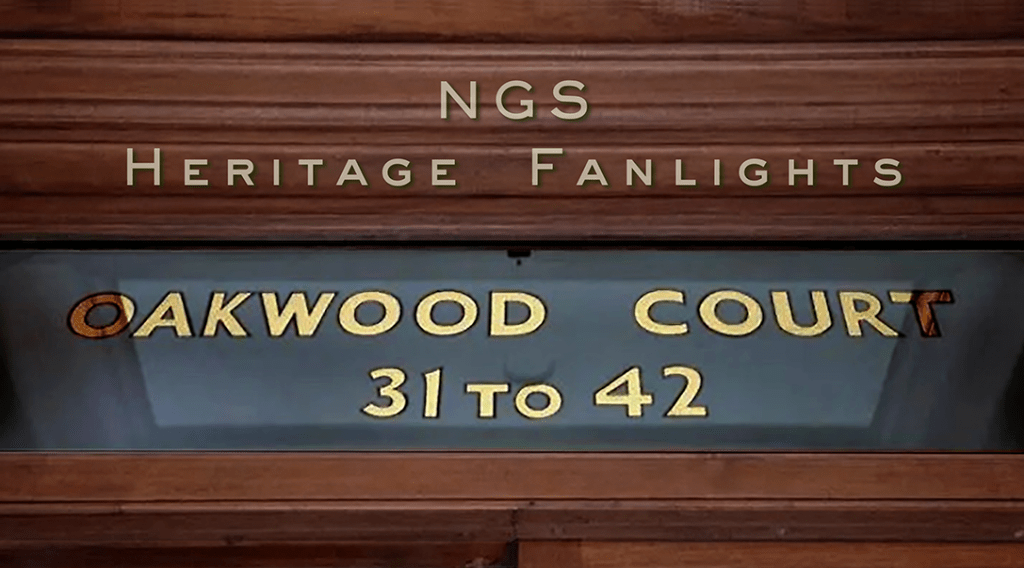 NGS
Heritage Fanlights
OAKWOOD COURT
31 TO 42